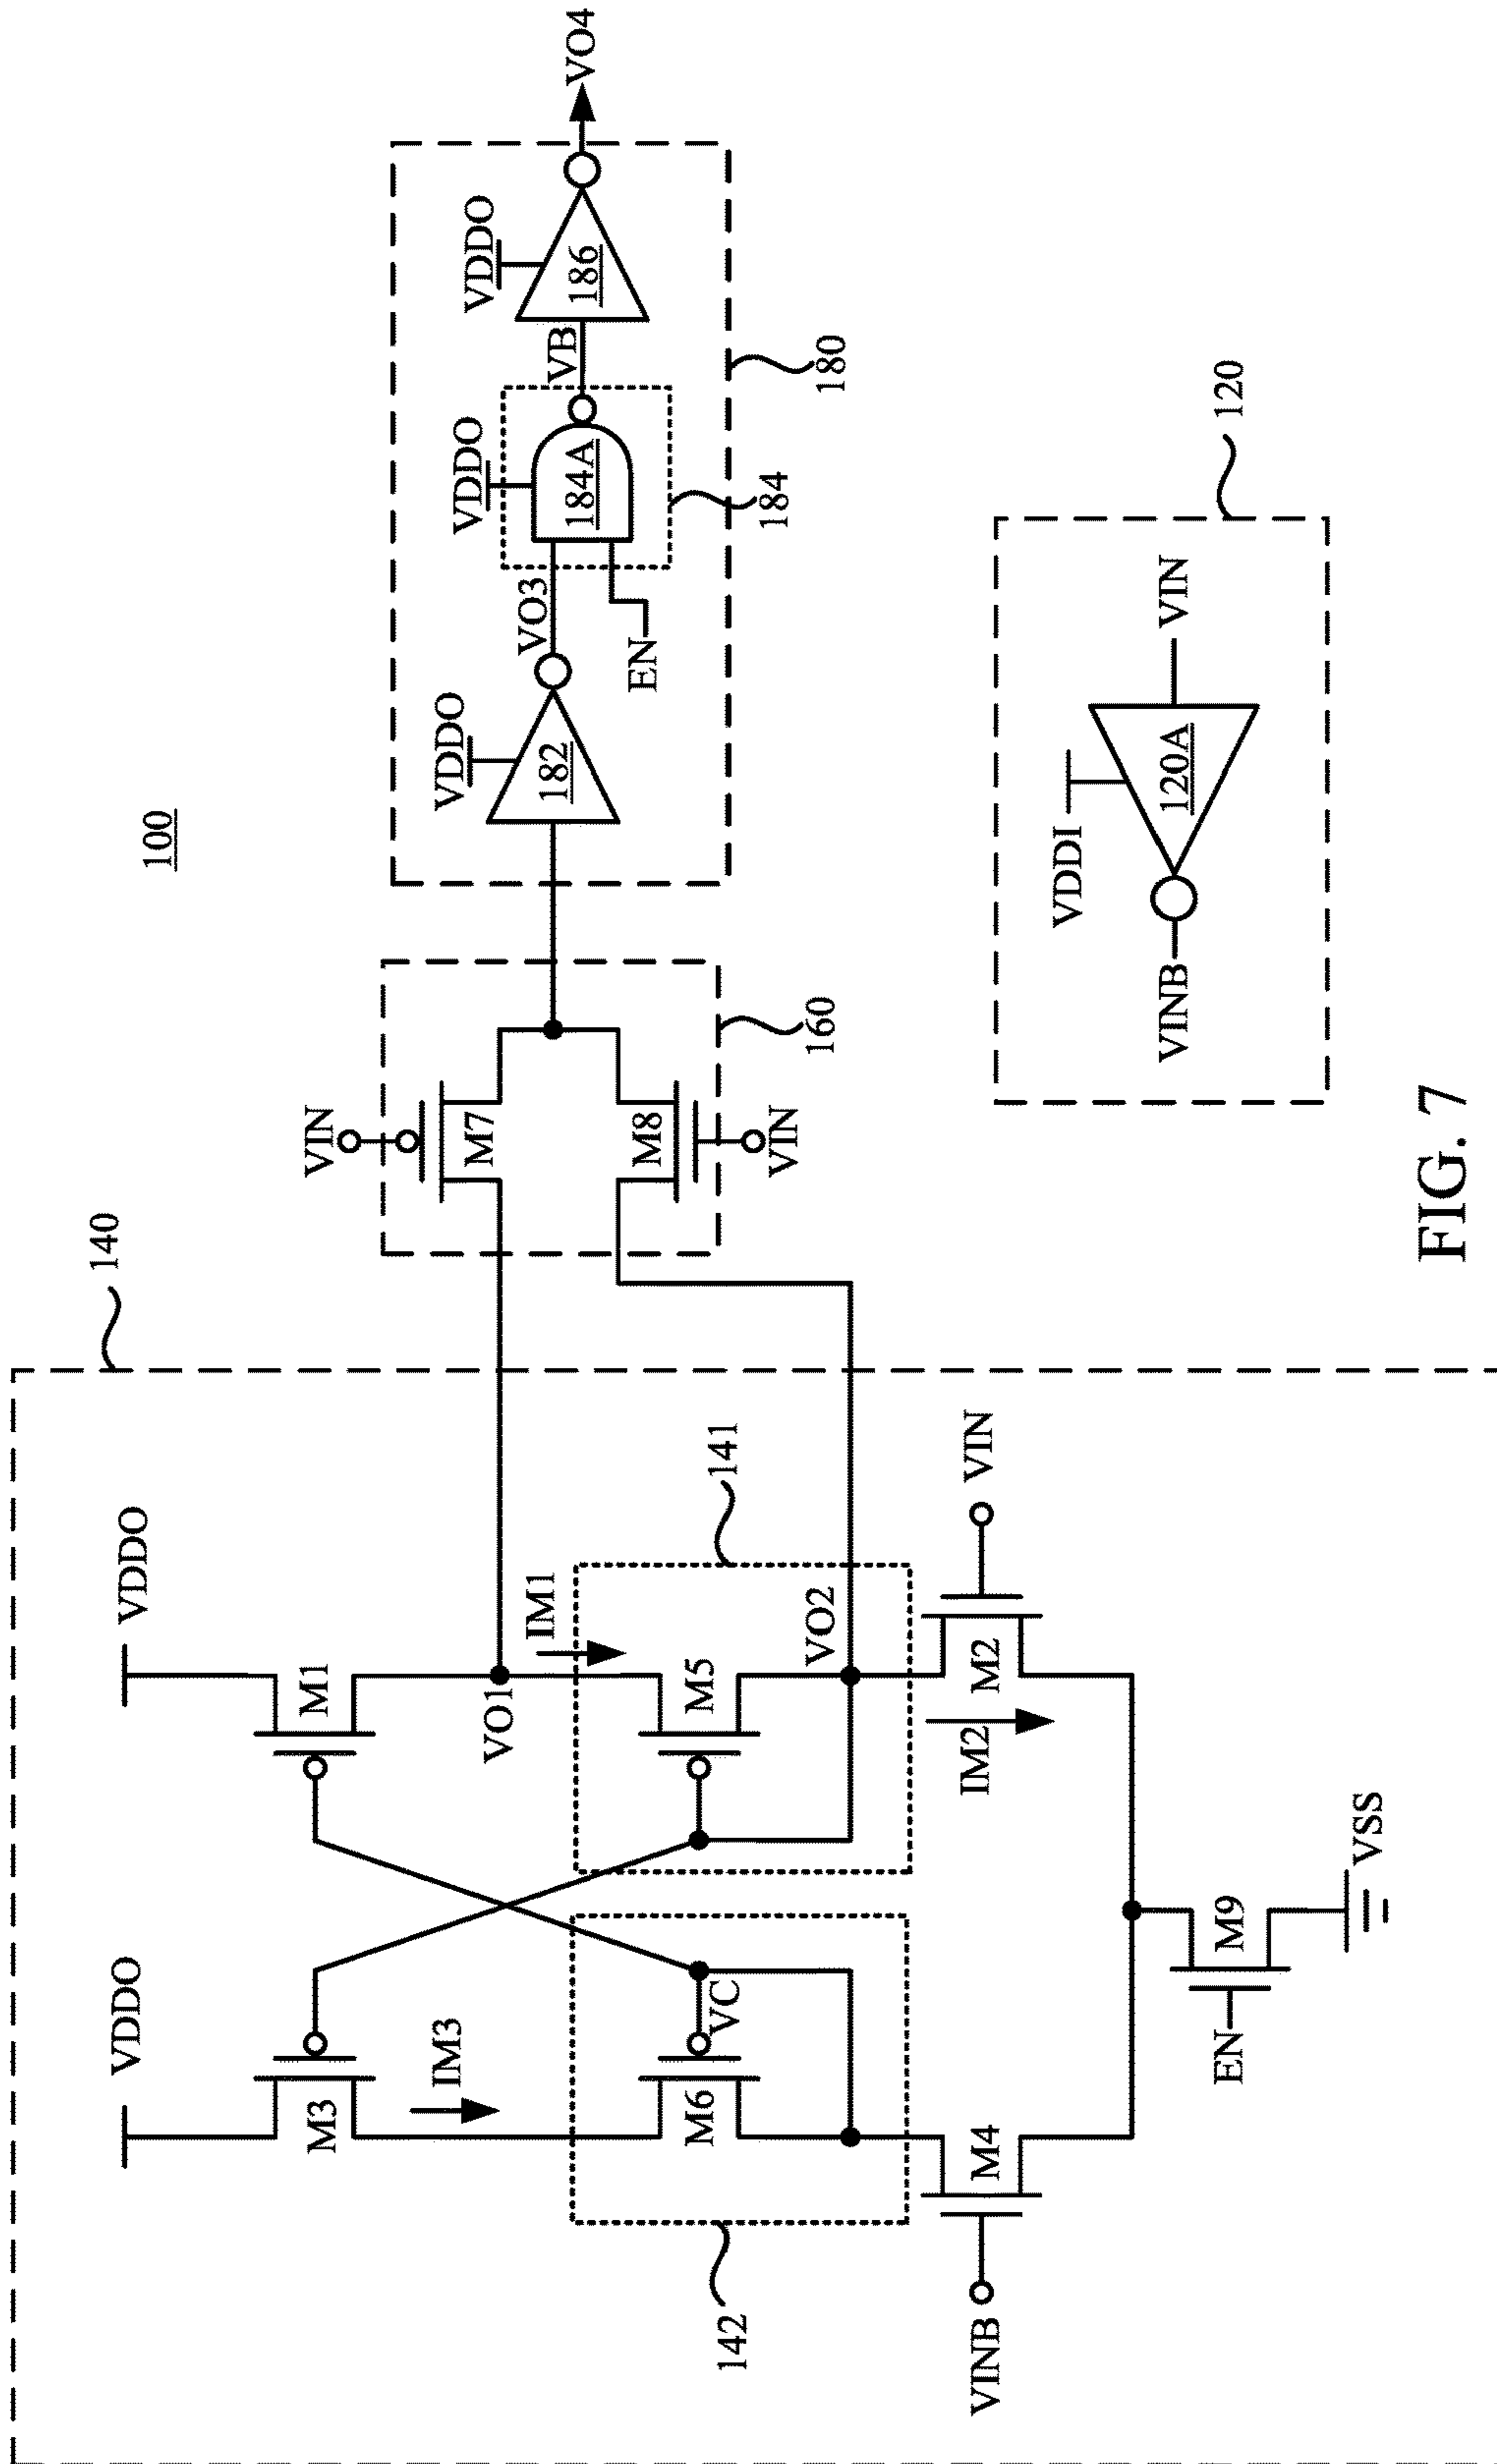 100
140
VDDO
VDDO
M3
M1
IM3
VO1
IM1
141
142
M6
VC
M5
VO2
VINB
M4
IM2
M2
VIN
EN
M9
VSS
VIN
M7
M8
VIN
160
VDDO
182
VO3
EN
VDDO
184A
184
VB
VDDO
186
180
VO4
VINB
VDDI
120A
VIN
120
FIG. 7